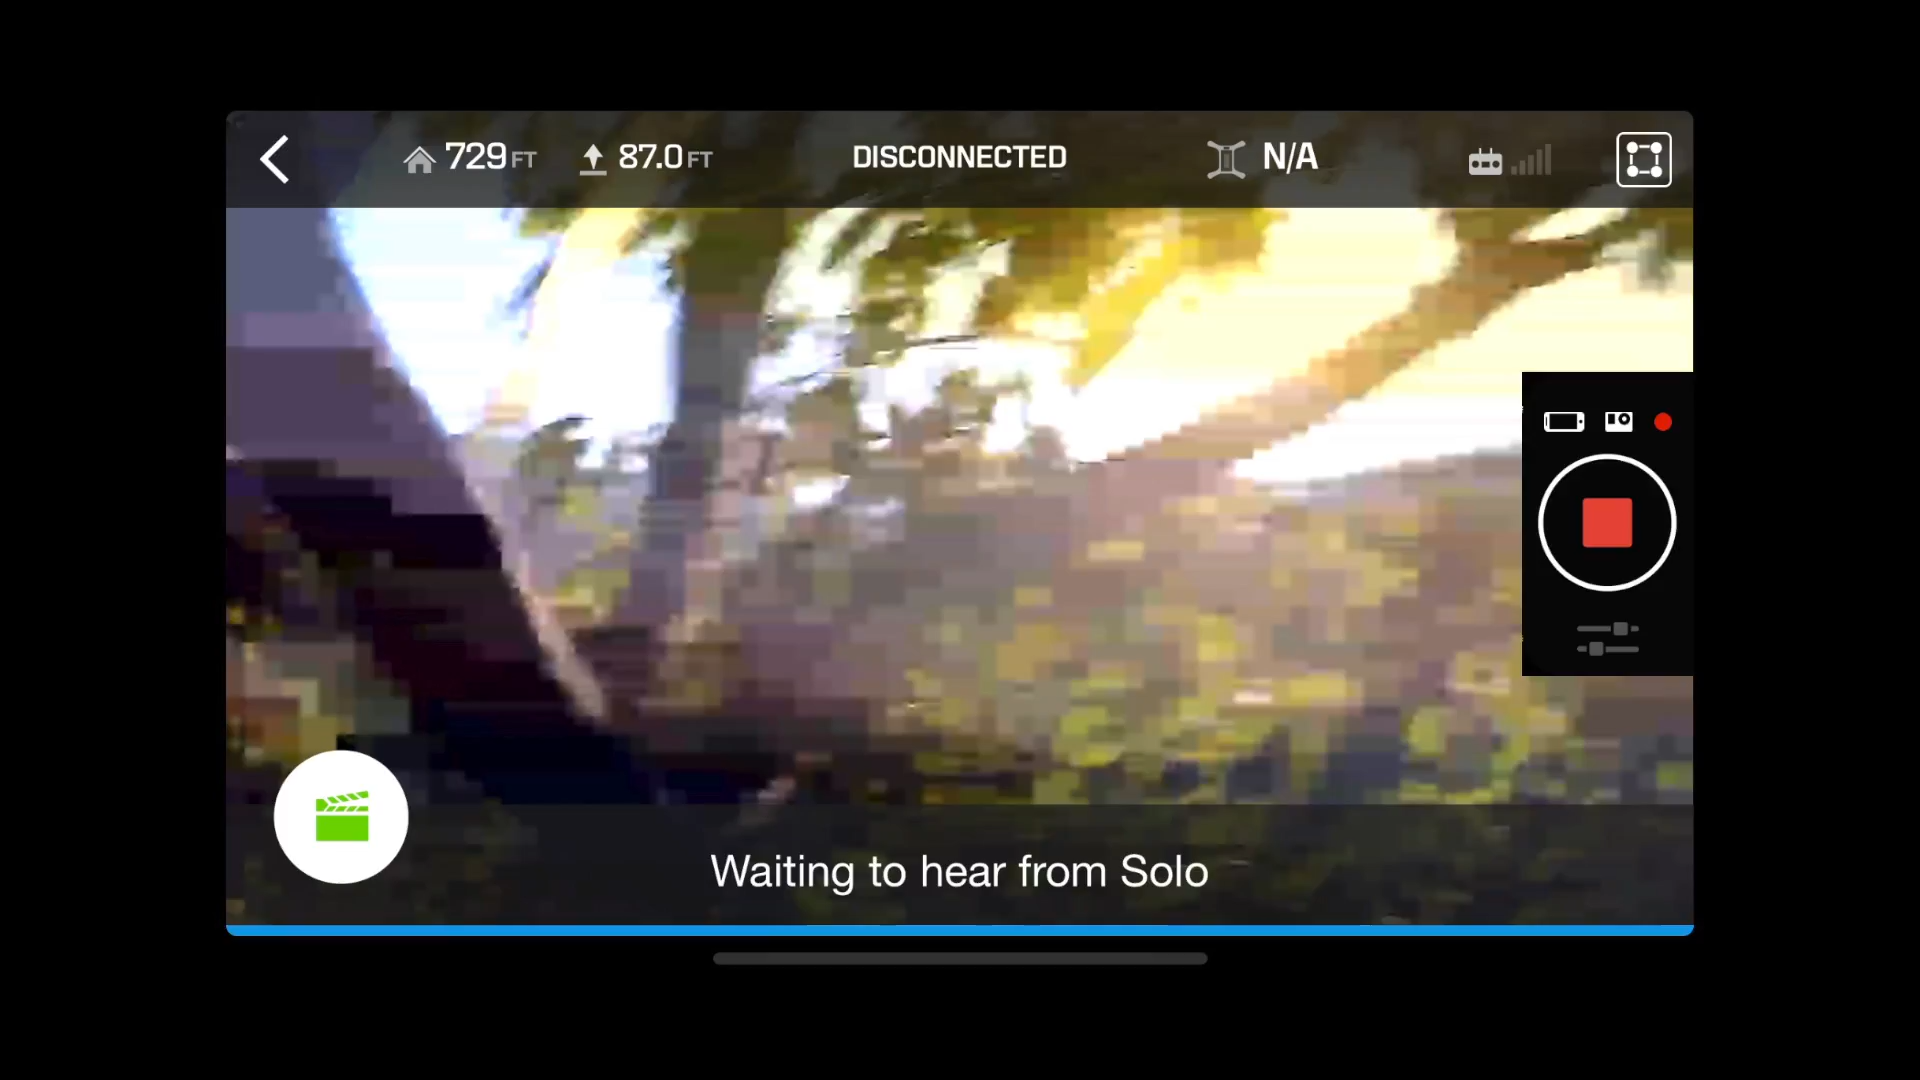 729 FT
87.0 FT
DISCONNECTED
N/A
Waiting to hear from Solo